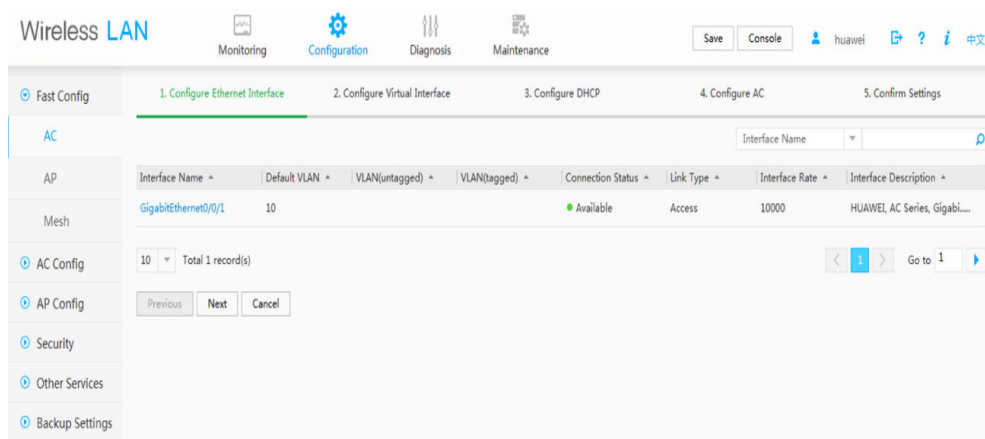 Wireless LAN
Monitoring
Configuration
Diagnosis
Maintenance
Save
Console
huawei
?
i
中文
Fast Config
AC
AP
Mesh
AC Config
AP Config
Security
Other Services
Backup Settings
1. Configure Ethernet Interface 2. Configure Virtual Interface 3. Configure DHCP 4. Configure AC 5. Confirm Settings
Interface Name
Interface Name Default VLAN VLAN(untagged) VLAN(tagged) Connection Status Link Type Interface Rate Interface Description
GigabitEthernet0/0/1 10 Available Access 10000 HUAWEI, AC Series, Gigabi.....
10 Total 1 record(s) < 1 > Go to 1
Previous Next Cancel